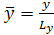 ȳ = y / L_y